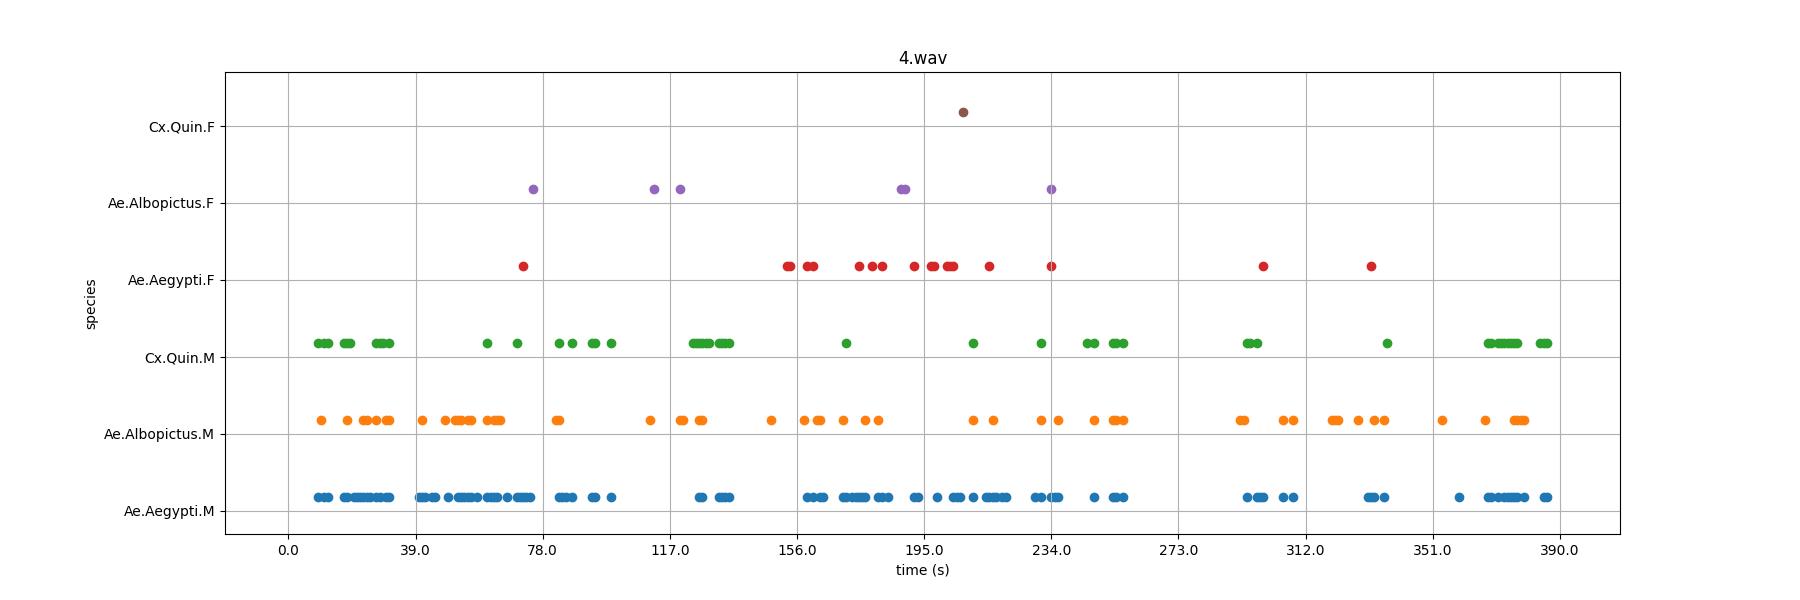 4.wav
Cx.Quin.F
Ae.Albopictus.F
Ae.Aegypti.F
Cx.Quin.M
Ae.Albopictus.M
Ae.Aegypti.M
species
0.0 39.0 78.0 117.0 156.0 195.0 234.0 273.0 312.0 351.0 390.0
time (s)